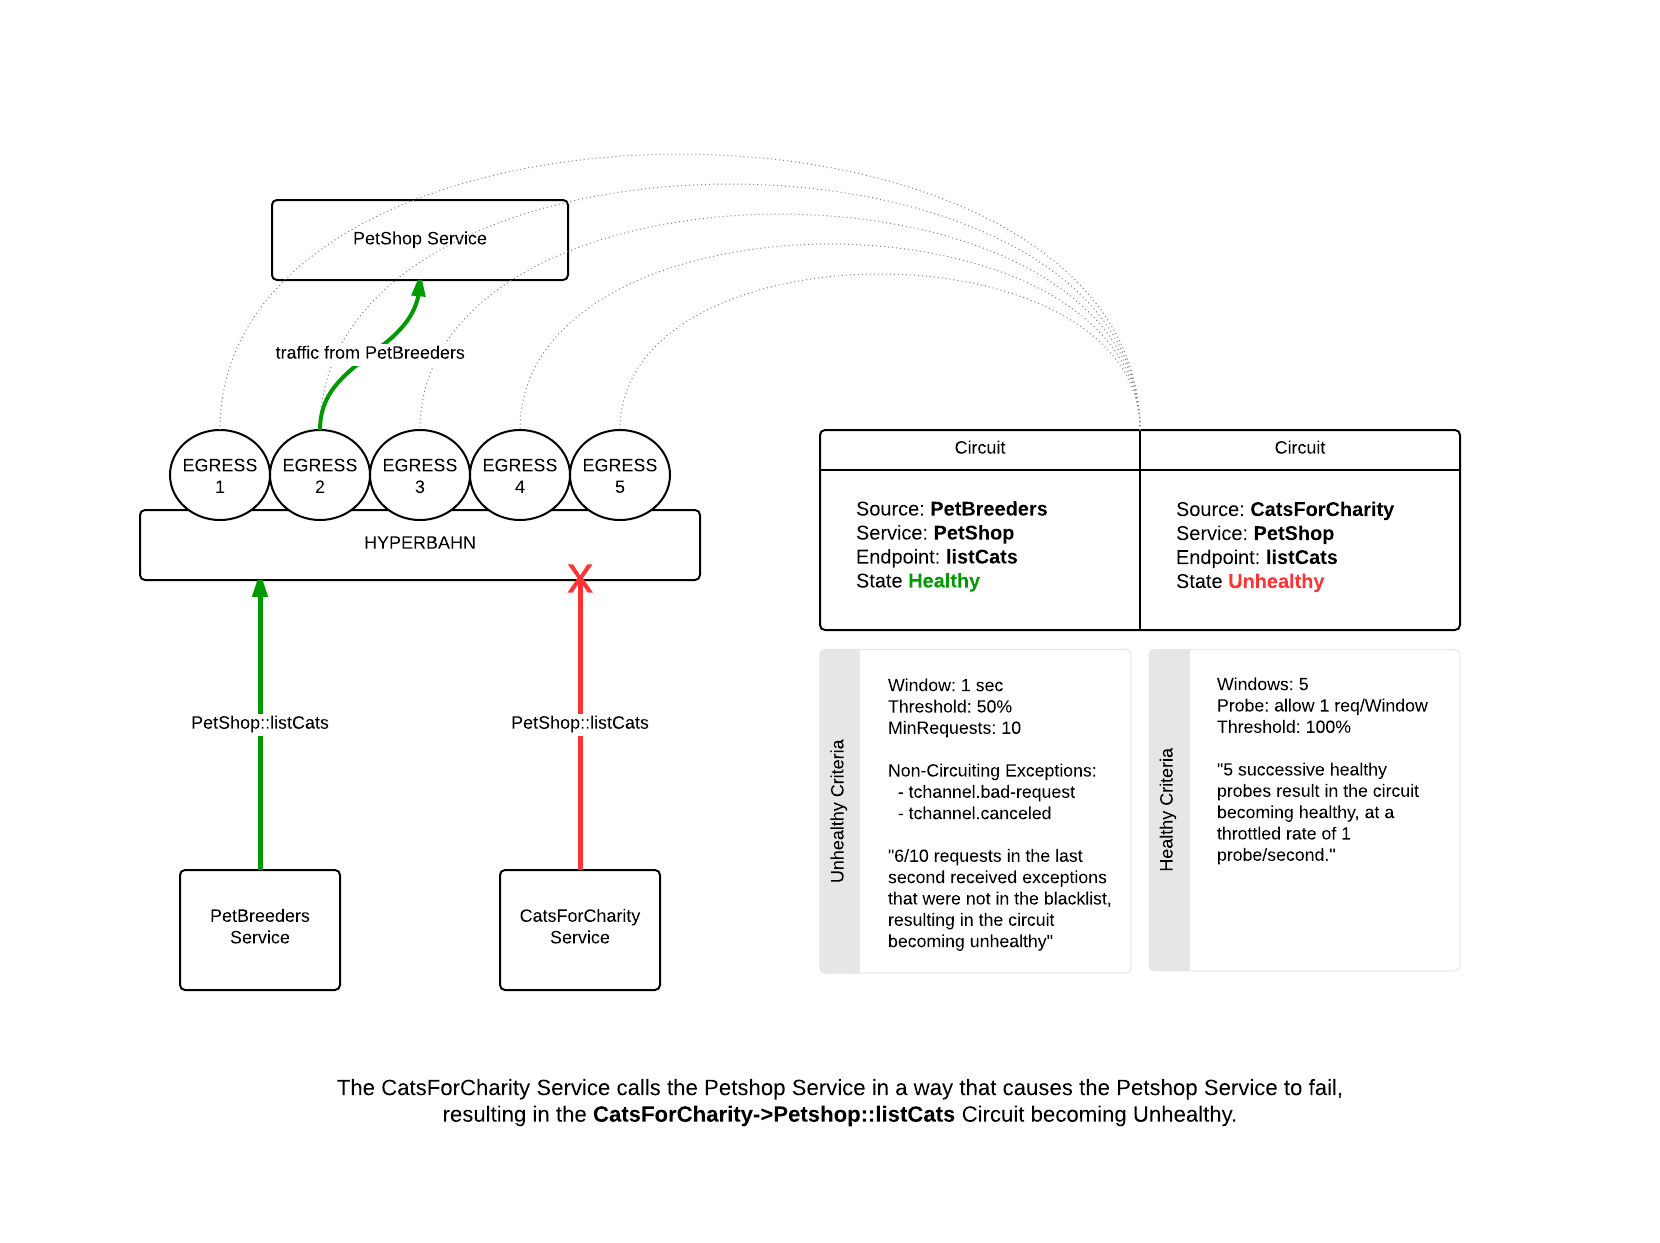 PetShop Service
traffic from PetBreeders
EGRESS
1
EGRESS
2
EGRESS
3
EGRESS
4
EGRESS
5
HYPERBAHN
X
PetShop::listCats
PetShop::listCats
PetBreeders
Service
CatsForCharity
Service
Circuit
Source: PetBreeders
Service: PetShop
Endpoint: listCats
State Healthy
Circuit
Source: CatsForCharity
Service: PetShop
Endpoint: listCats
State Unhealthy
Unhealthy Criteria
Window: 1 sec
Threshold: 50%
MinRequests: 10
Non-Circuiting Exceptions:
- tchannel.bad-request
- tchannel.canceled
"6/10 requests in the last
second received exceptions
that were not in the blacklist,
resulting in the circuit
becoming unhealthy"
Healthy Criteria
Windows: 5
Probe: allow 1 req/Window
Threshold: 100%
"5 successive healthy
probes result in the circuit
becoming healthy, at a
throttled rate of 1
probe/second."
The CatsForCharity Service calls the Petshop Service in a way that causes the Petshop Service to fail,
resulting in the CatsForCharity->Petshop::listCats Circuit becoming Unhealthy.